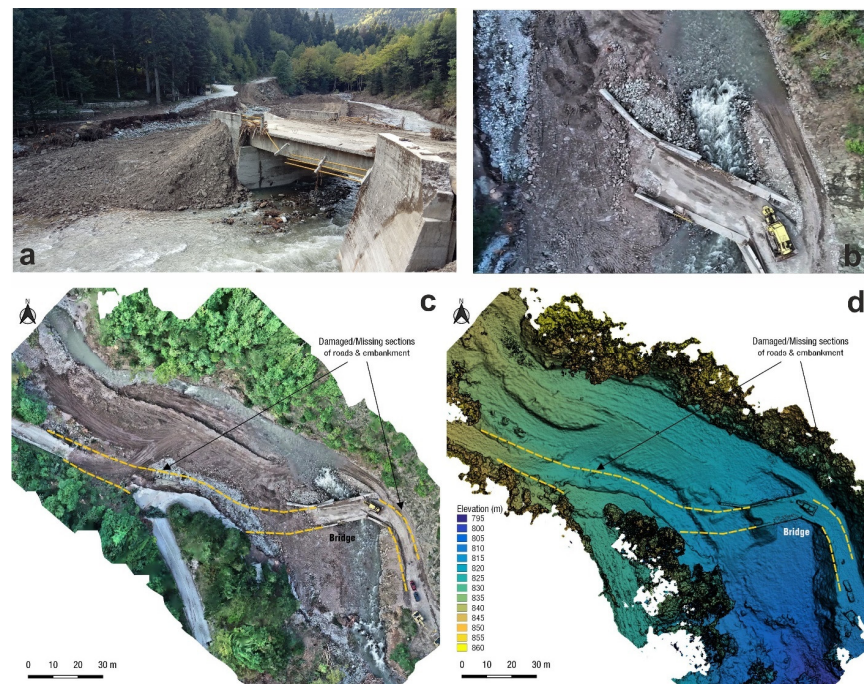 a
b
c
N
Damaged/Missing sections
of roads & embankment
Bridge
0 10 20 30 m
d
N
Damaged/Missing sections
of roads & embankment
Bridge
Elevation (m)
795
800
805
810
815
820
825
830
835
840
845
850
855
860
0 10 20 30 m